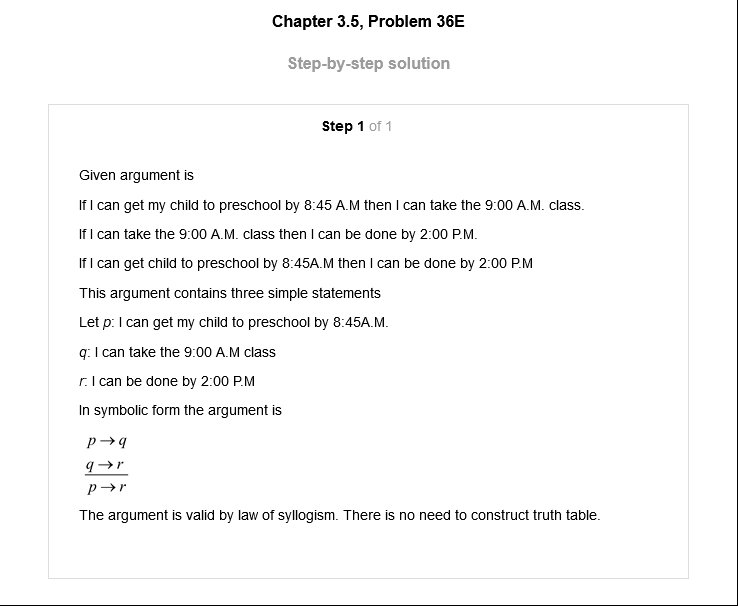 Chapter 3.5, Problem 36E
Step-by-step solution
Step 1 of 1
Given argument is
If I can get my child to preschool by 8:45 A.M then I can take the 9:00 A.M. class.
If I can take the 9:00 A.M. class then I can be done by 2:00 P.M.
If I can get child to preschool by 8:45A.M then I can be done by 2:00 P.M
This argument contains three simple statements
Let p: I can get my child to preschool by 8:45A.M.
q: I can take the 9:00 A.M class
r: I can be done by 2:00 P.M
In symbolic form the argument is
p→q
q→r
p→r
The argument is valid by law of syllogism. There is no need to construct truth table.